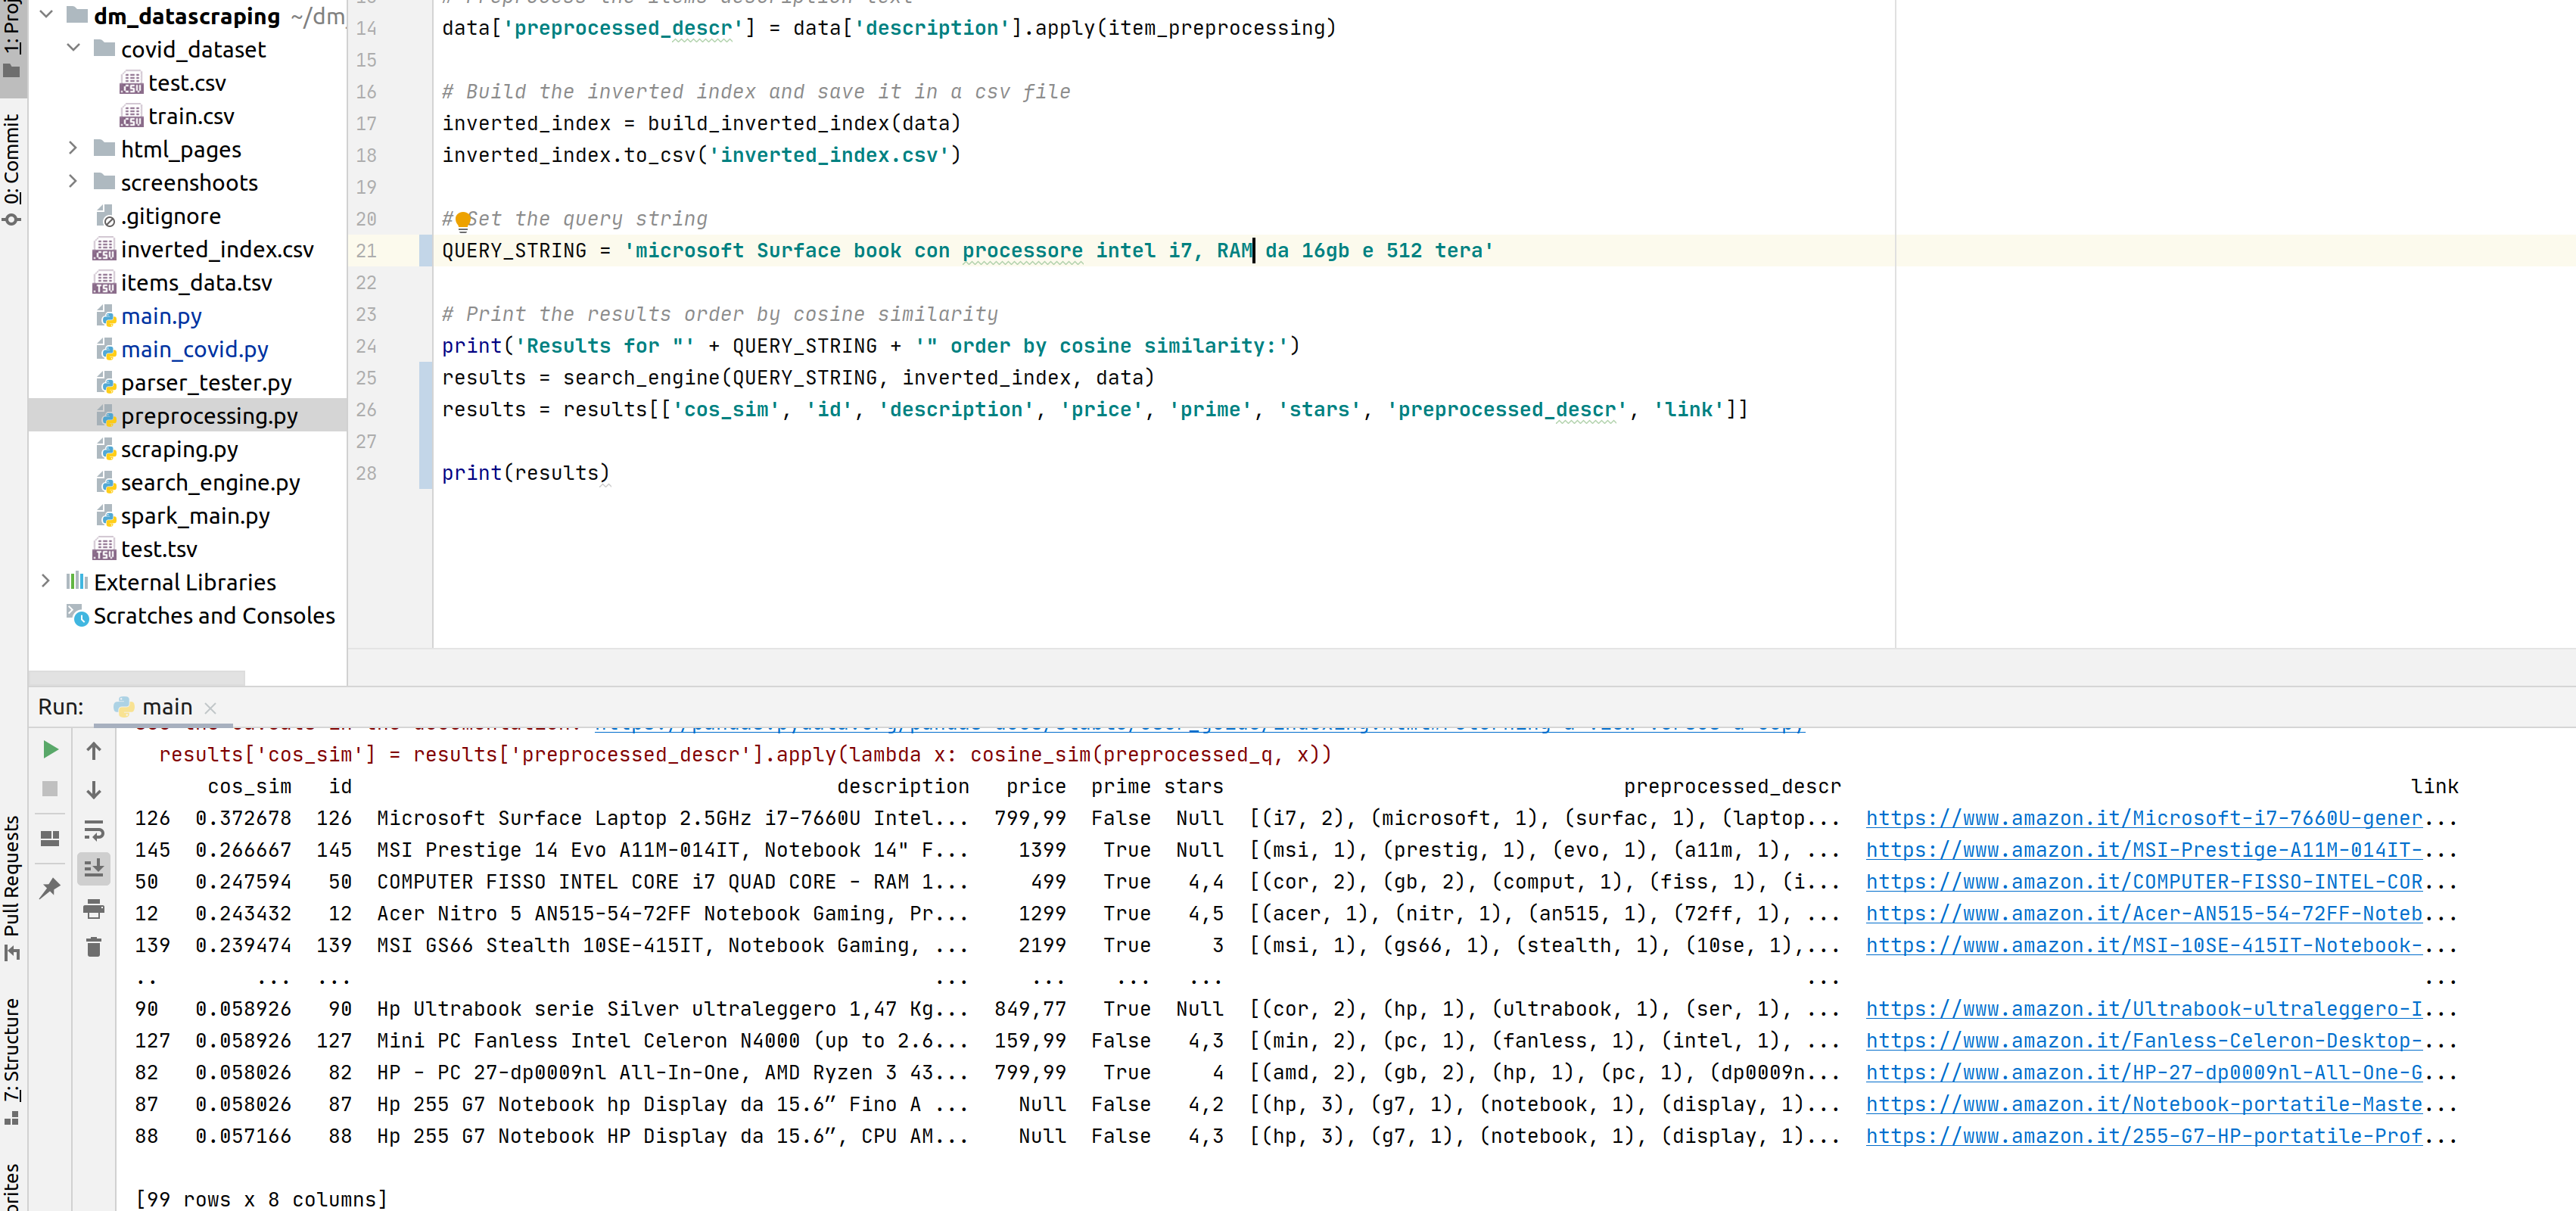 1: Proj
0: Commit
Pull Requests
7: Structure
orites
dm_datascraping ~/dm_
covid_dataset
test.csv
train.csv
html_pages
screenshoots
.gitignore
inverted_index.csv
items_data.tsv
main.py
main_covid.py
parser_tester.py
preprocessing.py
scraping.py
search_engine.py
spark_main.py
test.tsv
External Libraries
Scratches and Consoles
# Preprocess the items description text
14 data['preprocessed_descr'] = data['description'].apply(item_preprocessing)
15
16 # Build the inverted index and save it in a csv file
17 inverted_index = build_inverted_index(data)
18 inverted_index.to_csv('inverted_index.csv')
19
20 # Set the query string
21 QUERY_STRING = 'microsoft Surface book con processore intel i7, RAM da 16gb e 512 tera'
22
23 # Print the results order by cosine similarity
24 print('Results for "' + QUERY_STRING + '" order by cosine similarity:')
25 results = search_engine(QUERY_STRING, inverted_index, data)
26 results = results[['cos_sim', 'id', 'description', 'price', 'prime', 'stars', 'preprocessed_descr', 'link']]
27
28 print(results)
Run: main
results['cos_sim'] = results['preprocessed_descr'].apply(lambda x: cosine_sim(preprocessed_q, x))
cos_sim id description price prime stars preprocessed_descr link
126 0.372678 126 Microsoft Surface Laptop 2.5GHz i7-7660U Intel... 799,99 False Null [(i7, 2), (microsoft, 1), (surfac, 1), (laptop... https://www.amazon.it/Microsoft-i7-7660U-gener...
145 0.266667 145 MSI Prestige 14 Evo A11M-014IT, Notebook 14" F... 1399 True Null [(msi, 1), (prestig, 1), (evo, 1), (a11m, 1), ... https://www.amazon.it/MSI-Prestige-A11M-014IT-...
50 0.247594 50 COMPUTER FISSO INTEL CORE i7 QUAD CORE - RAM 1... 499 True 4,4 [(cor, 2), (gb, 2), (comput, 1), (fiss, 1), (i... https://www.amazon.it/COMPUTER-FISSO-INTEL-COR...
12 0.243432 12 Acer Nitro 5 AN515-54-72FF Notebook Gaming, Pr... 1299 True 4,5 [(acer, 1), (nitr, 1), (an515, 1), (72ff, 1), ... https://www.amazon.it/Acer-AN515-54-72FF-Noteb...
139 0.239474 139 MSI GS66 Stealth 10SE-415IT, Notebook Gaming, ... 2199 True 3 [(msi, 1), (gs66, 1), (stealth, 1), (10se, 1),... https://www.amazon.it/MSI-10SE-415IT-Notebook-...
.. ... ... ... ... ... ... ... ...
90 0.058926 90 Hp Ultrabook serie Silver ultraleggero 1,47 Kg... 849,77 True Null [(cor, 2), (hp, 1), (ultrabook, 1), (ser, 1), ... https://www.amazon.it/Ultrabook-ultraleggero-I...
127 0.058926 127 Mini PC Fanless Intel Celeron N4000 (up to 2.6... 159,99 False 4,3 [(min, 2), (pc, 1), (fanless, 1), (intel, 1), ... https://www.amazon.it/Fanless-Celeron-Desktop-...
82 0.058026 82 HP - PC 27-dp0009nl All-In-One, AMD Ryzen 3 43... 799,99 True 4 [(amd, 2), (gb, 2), (hp, 1), (pc, 1), (dp0009n... https://www.amazon.it/HP-27-dp0009nl-All-One-G...
87 0.058026 87 Hp 255 G7 Notebook hp Display da 15.6” Fino A ... Null False 4,2 [(hp, 3), (g7, 1), (notebook, 1), (display, 1)... https://www.amazon.it/Notebook-portatile-Maste...
88 0.057166 88 Hp 255 G7 Notebook HP Display da 15.6”, CPU AM... Null False 4,3 [(hp, 3), (g7, 1), (notebook, 1), (display, 1)... https://www.amazon.it/255-G7-HP-portatile-Prof...
[99 rows x 8 columns]